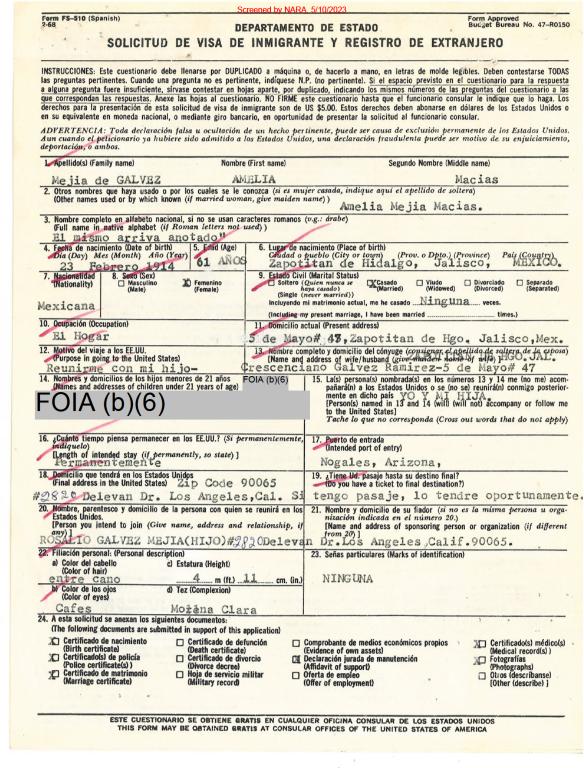 Screened by NARA, 5/10/2023
Form FS-510 (Spanish)
2-68
Form Approved
Budget Bureau No. 47-R0150
DEPARTAMENTO DE ESTADO
SOLICITUD DE VISA DE INMIGRANTE Y REGISTRO DE EXTRANJERO
INSTRUCCIONES: Este cuestionario debe llenarse por DUPLICADO a máquina o, de hacerlo a mano, en letras de molde legibles. Deben contestarse TODAS
las preguntas pertinentes. Cuando una pregunta no es pertinente, indíquese N.P. (no pertinente). Si el espacio previsto en el cuestionario para la respuesta
a alguna pregunta fuere insuficiente, sírvase contestar en hojas aparte, por duplicado, indicando los mismos números de las preguntas del cuestionario a las
que correspondan las respuestas. Anexe las hojas al cuestionario. NO FIRME este cuestionario hasta que el funcionario consular le indique que lo haga. Los
derechos para la presentación de esta solicitud de visa de inmigrante son de US $5.00. Estos derechos deben abonarse en dólares de los Estados Unidos o
en su equivalente en moneda nacional, o mediante giro bancario, en oportunidad de presentar la solicitud al funcionario consular.
ADVERTENCIA: Toda declaración falsa u ocultación de un hecho pertinente, puede ser causa de exclusión permanente de los Estados Unidos.
Aun cuando el peticionario ya hubiere sido admitido a los Estados Unidos, una declaración fraudulenta puede ser motivo de su enjuiciamiento,
deportación, o ambos.
1. Apellido(s) (Family name) Nombre (First name) Segundo Nombre (Middle name)
Mejia de GALVEZ AMELIA Macias
2. Otros nombres que haya usado o por los cuales se le conozca (si es mujer casada, indique aquí el apellido de soltera)
(Other names used or by which known (if married woman, give maiden name) )
Amelia Mejia Macias.
3. Nombre completo en alfabeto nacional, si no se usan caracteres romanos (v.g.: árabe)
(Full name in native alphabet (if Roman letters not used) )
El mismo arriva anotado"
4. Fecha de nacimiento (Date of birth)
Día (Day) Mes (Month) Año (Year)
23 Febrero 1914
5. Edad (Age)
61 AÑOS
6. Lugar de nacimiento (Place of birth)
Ciudad o pueblo (City or town) (Prov. o Dpto.) (Province) País (Country)
Zapotitan de Hidalgo, Jalisco, MEXICO.
7. Nacionalidad
(Nationality)
Mexicana
8. Sexo (Sex)
Masculino
(Male)
X Femenino
(Female)
9. Estado Civil (Marital Status)
Soltero (Quien nunca se
haya casado)
(Single (never married))
X Casado
(Married)
Viudo
(Widowed)
Divorciado
(Divorced)
Separado
(Separated)
Incluyendo mi matrimonio actual, me he casado Ninguna veces.
(Including my present marriage, I have been married times.)
10. Ocupación (Occupation)
El Hogar
11. Domicilio actual (Present address)
5 de Mayo# 47, Zapotitan de Hgo. Jalisco,Mex.
12. Motivo del viaje a los EE.UU.
(Purpose in going to the United States)
Reunirme con mi hijo-
13. Nombre completo y domicilio del cónyuge (consignar el apellido de soltera de la esposa)
(Name and address of wife/husband
Crescenciano Galvez Ramirez-5 de Mayo# 47
14. Nombres y domicilios de los hijos menores de 21 años
(Names and addresses of children under 21 years of age)
FOIA (b)(6)
FOIA (b)(6)
15. La(s) persona(s) nombrada(s) en los números 13 y 14 me (no me) acom-
pañará(n) a los Estados Unidos o se (no se) reunirá(n) conmigo posterior-
mente en dicho país YO Y MI HIJA.
[Person(s) named in 13 and 14 (will) (will not) accompany or follow me
to the United States]
Tache lo que no corresponda (Cross out words that do not apply)
16. ¿Cuánto tiempo piensa permanecer en los EE.UU.? (Si permanentemente,
indíquelo)
[Length of intended stay (if permanently, so state) ]
Permanentemente
17. Puerto de entrada
(Intended port of entry)
Nogales, Arizona,
18. Domicilio que tendrá en los Estados Unidos
(Final address in the United States) Zip Code 90065
#2820 Delevan Dr. Los Angeles,Cal.
19. ¿Tiene Ud. pasaje hasta su destino final?
(Do you have a ticket to final destination?)
Si tengo pasaje, lo tendre oportunamente.
20. Nombre, parentesco y domicilio de la persona con quien se reunirá en los
Estados Unidos.
[Person you intend to join (Give name, address and relationship, if
any) ]
ROSALIO GALVEZ MEJIA(HIJO)#2820Delevan Dr.Los Angeles ,Calif.90065.
21. Nombre y domicilio de su fiador (si no es la misma persona u orga-
nización indicada en el número 20.)
[Name and address of sponsoring person or organization (if different
from 20) ]
22. Filiación personal: (Personal description)
a) Color del cabello
(Color of hair)
entre cano
c) Estatura (Height)
4 m (ft.) 11 cm. (in.)
b) Color de los ojos
(Color of eyes)
Cafes
d) Tez (Complexion)
Morena Clara
23. Señas particulares (Marks of identification)
NINGUNA
24. A esta solicitud se anexan los siguientes documentos:
(The following documents are submitted in support of this application)
X Certificado de nacimiento
(Birth certificate)
X Certificado(s) de policía
(Police certificate(s) )
X Certificado de matrimonio
(Marriage certificate)
Certificado de defunción
(Death certificate)
Certificado de divorcio
(Divorce decree)
Hoja de servicio militar
(Military record)
Comprobante de medios económicos propios
(Evidence of own assets)
X Declaración jurada de manutención
(Affidavit of support)
Oferta de empleo
(Offer of employment)
X Certificado(s) médico(s)
(Medical record(s) )
X Fotografías
(Photographs)
Otros (descríbanse)
[Other (describe) ]
ESTE CUESTIONARIO SE OBTIENE GRATIS EN CUALQUIER OFICINA CONSULAR DE LOS ESTADOS UNIDOS
THIS FORM MAY BE OBTAINED GRATIS AT CONSULAR OFFICES OF THE UNITED STATES OF AMERICA